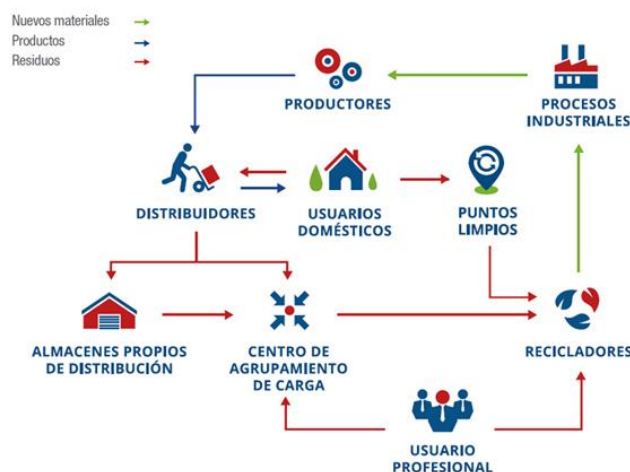 Nuevos materiales
Productos
Residuos
PRODUCTORES
PROCESOS
INDUSTRIALES
DISTRIBUIDORES
USUARIOS
DOMÉSTICOS
PUNTOS
LIMPIOS
ALMACENES PROPIOS
DE DISTRIBUCIÓN
CENTRO DE
AGRUPAMIENTO
DE CARGA
RECICLADORES
USUARIO
PROFESIONAL